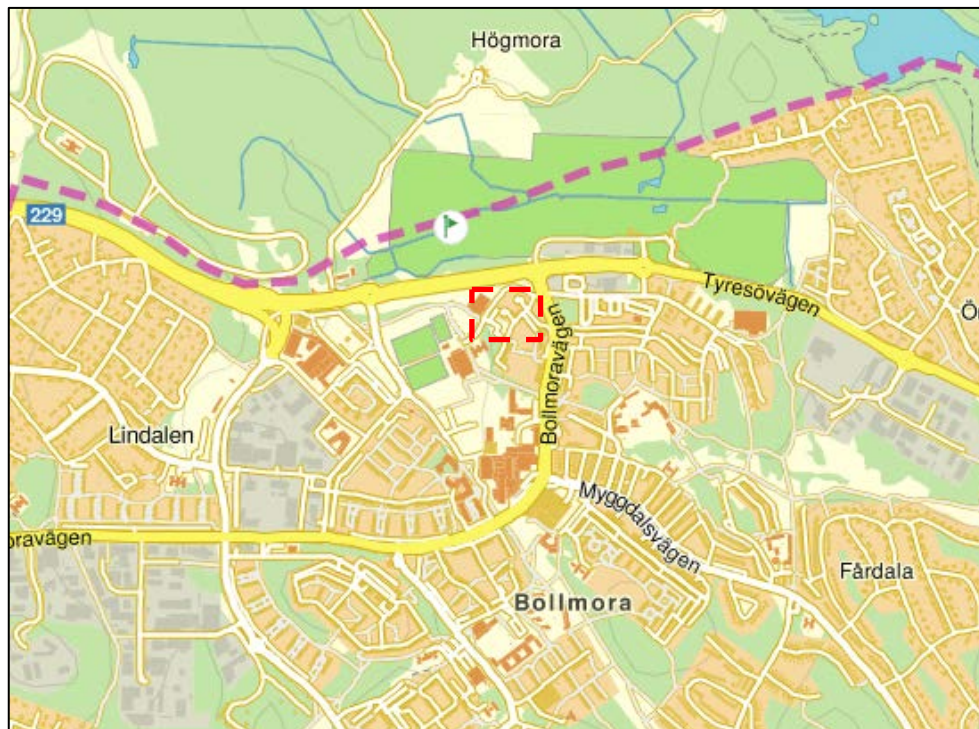 Högmora
229
Tyresövägen
Ö
Bollmoravägen
Lindalen
oravägen
Myggdalsvägen
Fårdala
Bollmora